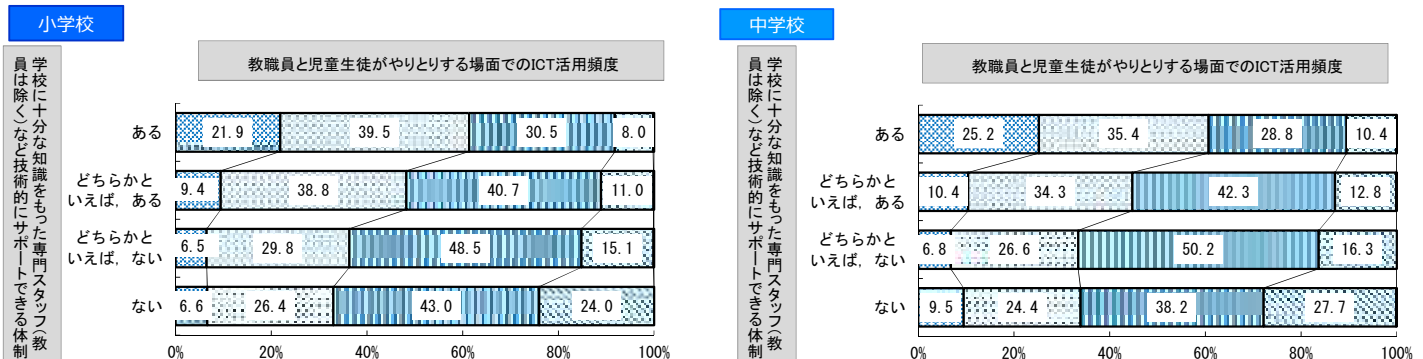 小学校
学校に十分な知識をもった専門スタッフ(教
員は除く)など技術的にサポートできる体制
教職員と児童生徒がやりとりする場面でのICT活用頻度
ある
21.9 39.5 30.5 8.0
どちらかと
いえば, ある
9.4 38.8 40.7 11.0
どちらかと
いえば, ない
6.5 29.8 48.5 15.1
ない
6.6 26.4 43.0 24.0
0% 20% 40% 60% 80% 100%
中学校
学校に十分な知識をもった専門スタッフ(教
員は除く)など技術的にサポートできる体制
教職員と児童生徒がやりとりする場面でのICT活用頻度
ある
25.2 35.4 28.8 10.4
どちらかと
いえば, ある
10.4 34.3 42.3 12.8
どちらかと
いえば, ない
6.8 26.6 50.2 16.3
ない
9.5 24.4 38.2 27.7
0% 20% 40% 60% 80% 100%